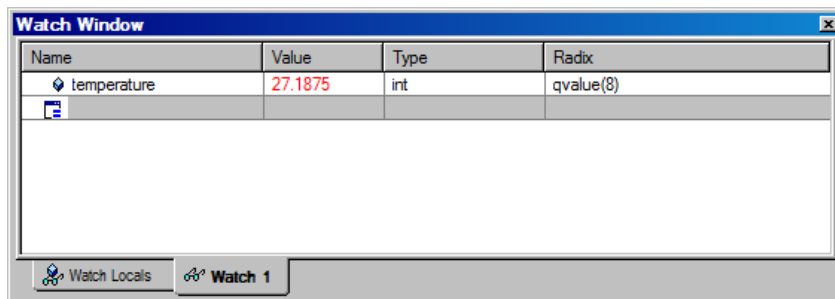 Watch Window
Name Value Type Radix
temperature 27.1875 int qvalue(8)
Watch Locals Watch 1